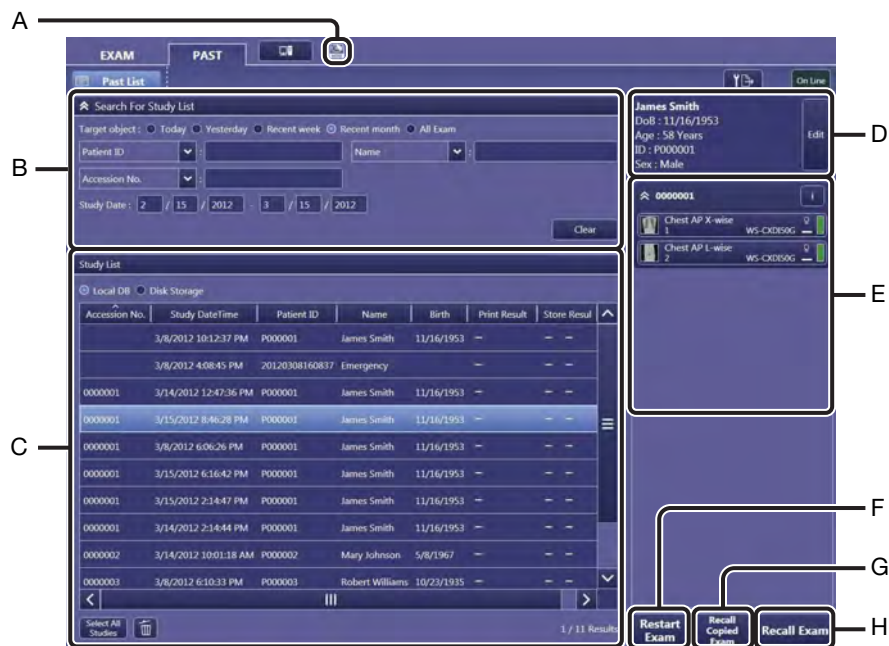 A
EXAM PAST
Past List On Line
B
Search For Study List
Target object : Today Yesterday Recent week Recent month All Exam
Patient ID : Name :
Accession No. :
Study Date : 2 / 15 / 2012 - 3 / 15 / 2012
Clear
James Smith
DoB : 11/16/1953
Age : 58 Years
ID : P000001
Sex : Male
Edit
D
0000001 i
Chest AP X-wise
1 WS-CXDI50G
Chest AP L-wise
2 WS-CXDI50G
E
C
Study List
Local DB Disk Storage
Accession No. Study DateTime Patient ID Name Birth Print Result Store Resul
3/8/2012 10:12:37 PM P000001 James Smith 11/16/1953 - - -
3/8/2012 4:08:45 PM 20120308160837 Emergency - - -
0000001 3/14/2012 12:47:36 PM P000001 James Smith 11/16/1953 - - -
0000001 3/15/2012 8:46:28 PM P000001 James Smith 11/16/1953 - - -
0000001 3/8/2012 6:06:26 PM P000001 James Smith 11/16/1953 - - -
0000001 3/15/2012 6:16:42 PM P000001 James Smith 11/16/1953 - - -
0000001 3/15/2012 2:14:47 PM P000001 James Smith 11/16/1953 - - -
0000001 3/14/2012 2:14:44 PM P000001 James Smith 11/16/1953 - - -
0000002 3/14/2012 10:01:18 AM P000002 Mary Johnson 5/8/1967 - - -
0000003 3/8/2012 6:10:33 PM P000003 Robert Williams 10/23/1935 - - -
Select All
Studies
1 / 11 Results
F
G
H
Restart
Exam
Recall
Copied
Exam
Recall Exam